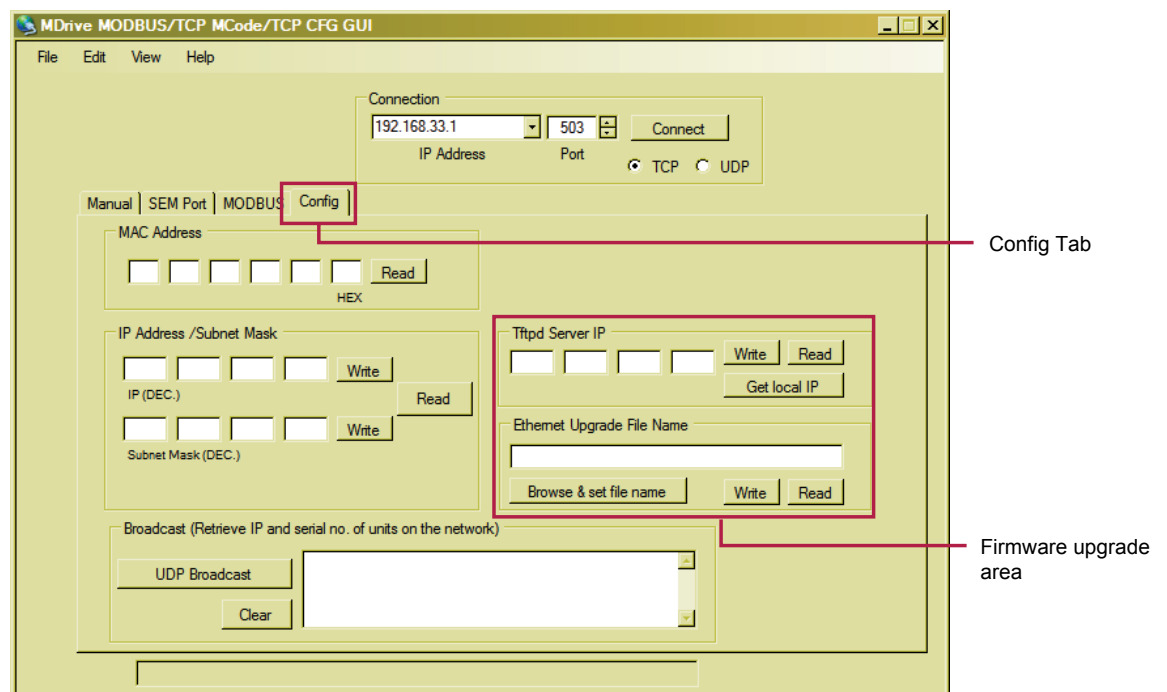 MDrive MODBUS/TCP MCode/TCP CFG GUI
File Edit View Help
Connection
192.168.33.1 503 Connect
IP Address Port
TCP UDP
Manual SEM Port MODBUS Config
Config Tab
MAC Address
Read
HEX
IP Address /Subnet Mask
Write
IP (DEC.)
Read
Write
Subnet Mask (DEC.)
Tftpd Server IP
Write Read
Get local IP
Ethernet Upgrade File Name
Browse & set file name Write Read
Firmware upgrade
area
Broadcast (Retrieve IP and serial no. of units on the network)
UDP Broadcast
Clear